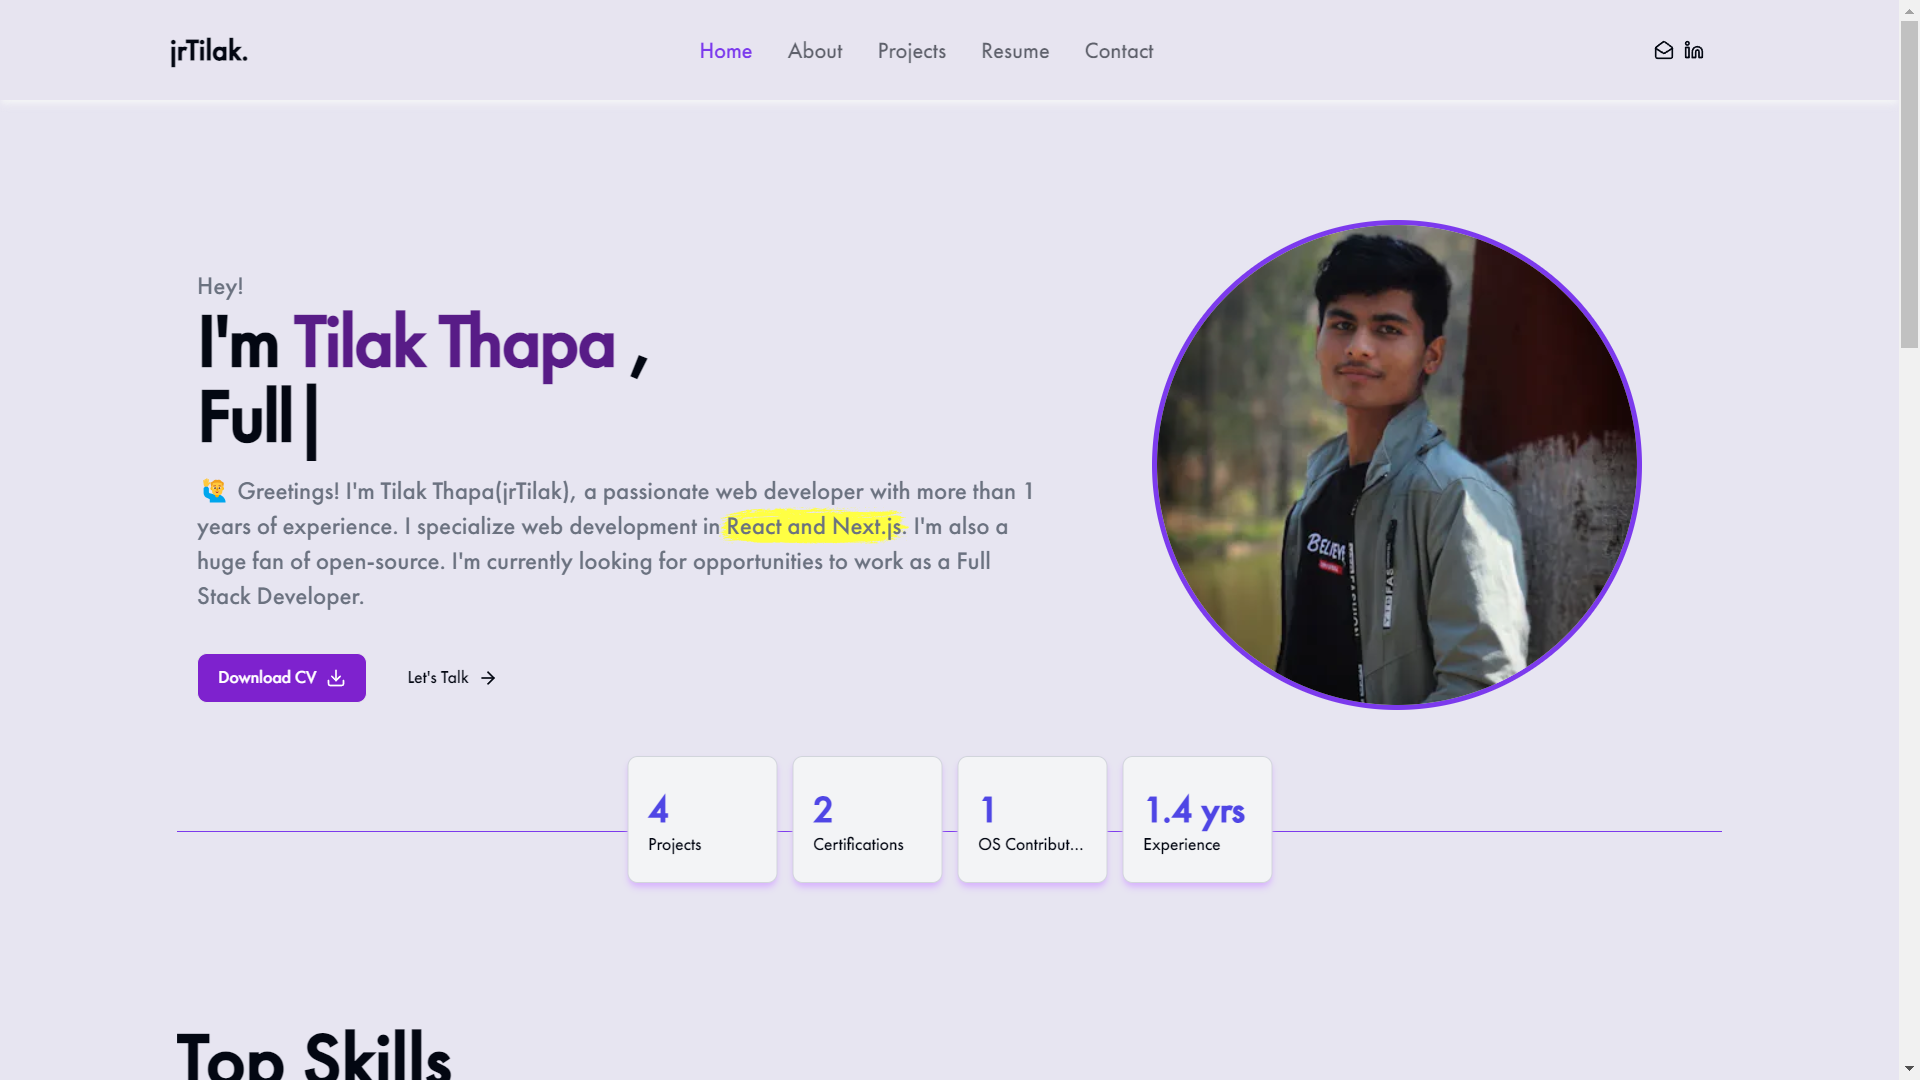 jrTilak.
Home About Projects Resume Contact
Hey!
I'm Tilak Thapa ,
Full
Greetings! I'm Tilak Thapa(jrTilak), a passionate web developer with more than 1
years of experience. I specialize web development in React and Next.js. I'm also a
huge fan of open-source. I'm currently looking for opportunities to work as a Full
Stack Developer.
Download CV
Let's Talk
BELIEVE
FASHION
4
Projects
2
Certifications
1
OS Contribut...
1.4 yrs
Experience
Top Skills